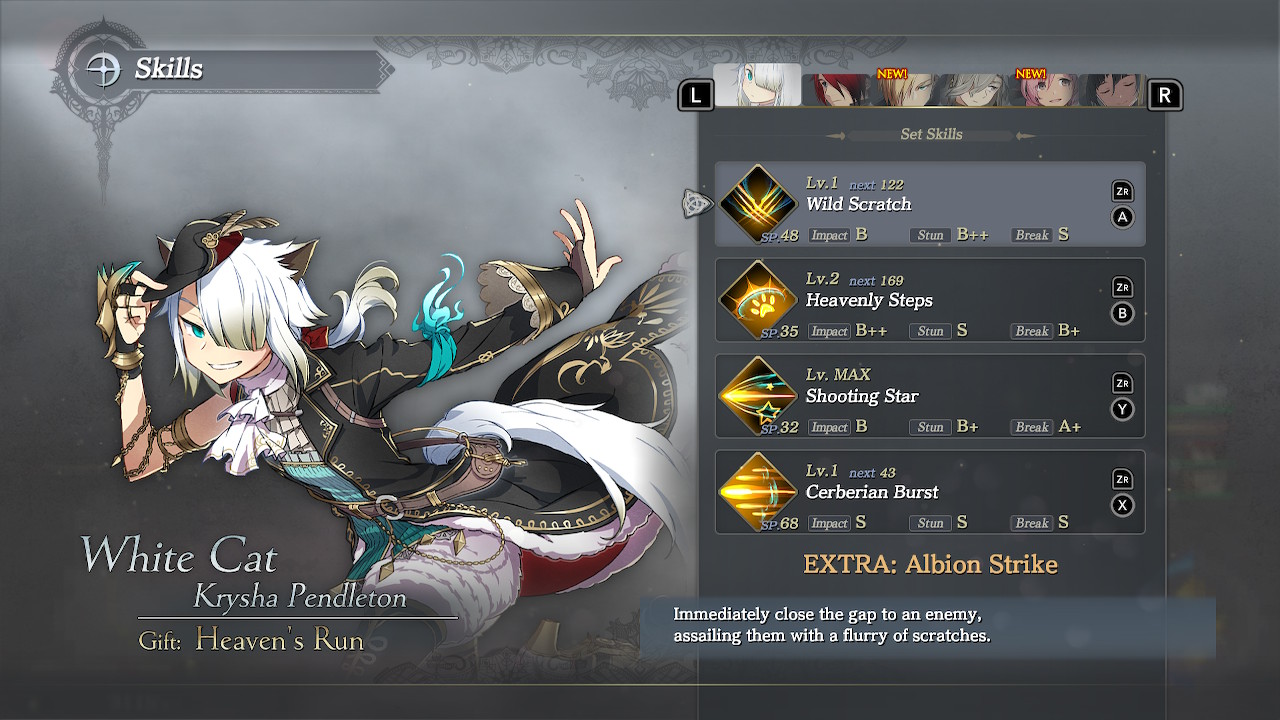 Skills
L
NEW!
NEW!
R
Set Skills
Lv.1 next 122
Wild Scratch
SP.48 Impact B Stun B++ Break S
ZR
A
Lv.2 next 169
Heavenly Steps
SP.35 Impact B++ Stun S Break B+
ZR
B
Lv. MAX
Shooting Star
SP.32 Impact B Stun B+ Break A+
ZR
Y
Lv.1 next 43
Cerberian Burst
SP.68 Impact S Stun S Break S
ZR
X
EXTRA: Albion Strike
White Cat
Krysha Pendleton
Gift: Heaven's Run
Immediately close the gap to an enemy,
assailing them with a flurry of scratches.